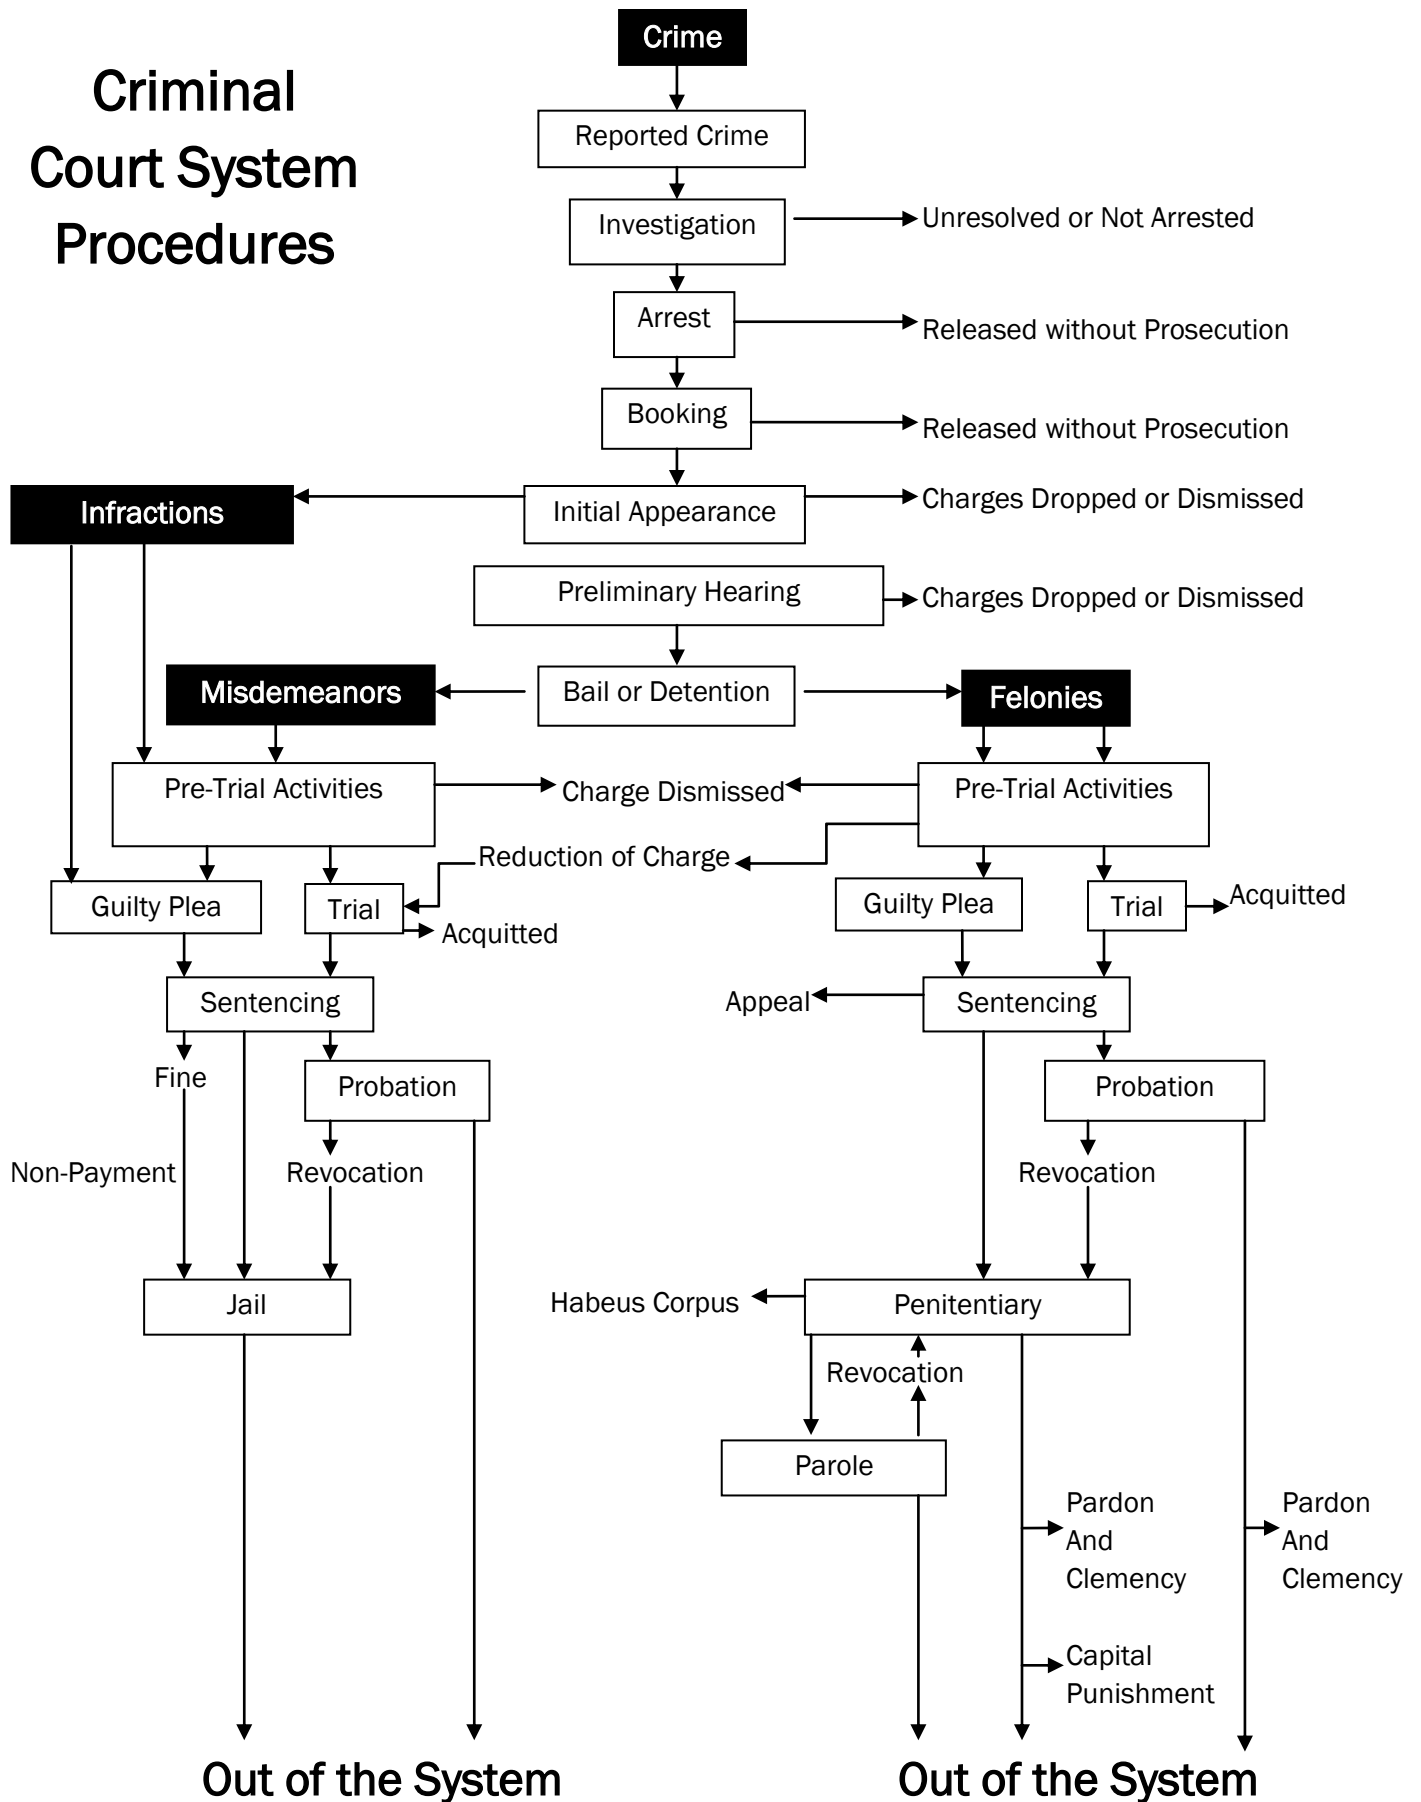 Crime
Criminal
Court System
Procedures
Reported Crime
Investigation
Unresolved or Not Arrested
Arrest
Released without Prosecution
Booking
Released without Prosecution
Infractions
Initial Appearance
Charges Dropped or Dismissed
Preliminary Hearing
Charges Dropped or Dismissed
Misdemeanors
Bail or Detention
Felonies
Pre-Trial Activities
Charge Dismissed
Pre-Trial Activities
Reduction of Charge
Guilty Plea
Trial
Acquitted
Guilty Plea
Trial
Acquitted
Sentencing
Appeal
Sentencing
Fine
Probation
Probation
Non-Payment
Revocation
Revocation
Jail
Habeus Corpus
Penitentiary
Revocation
Parole
Pardon
And
Clemency
Pardon
And
Clemency
Capital
Punishment
Out of the System
Out of the System